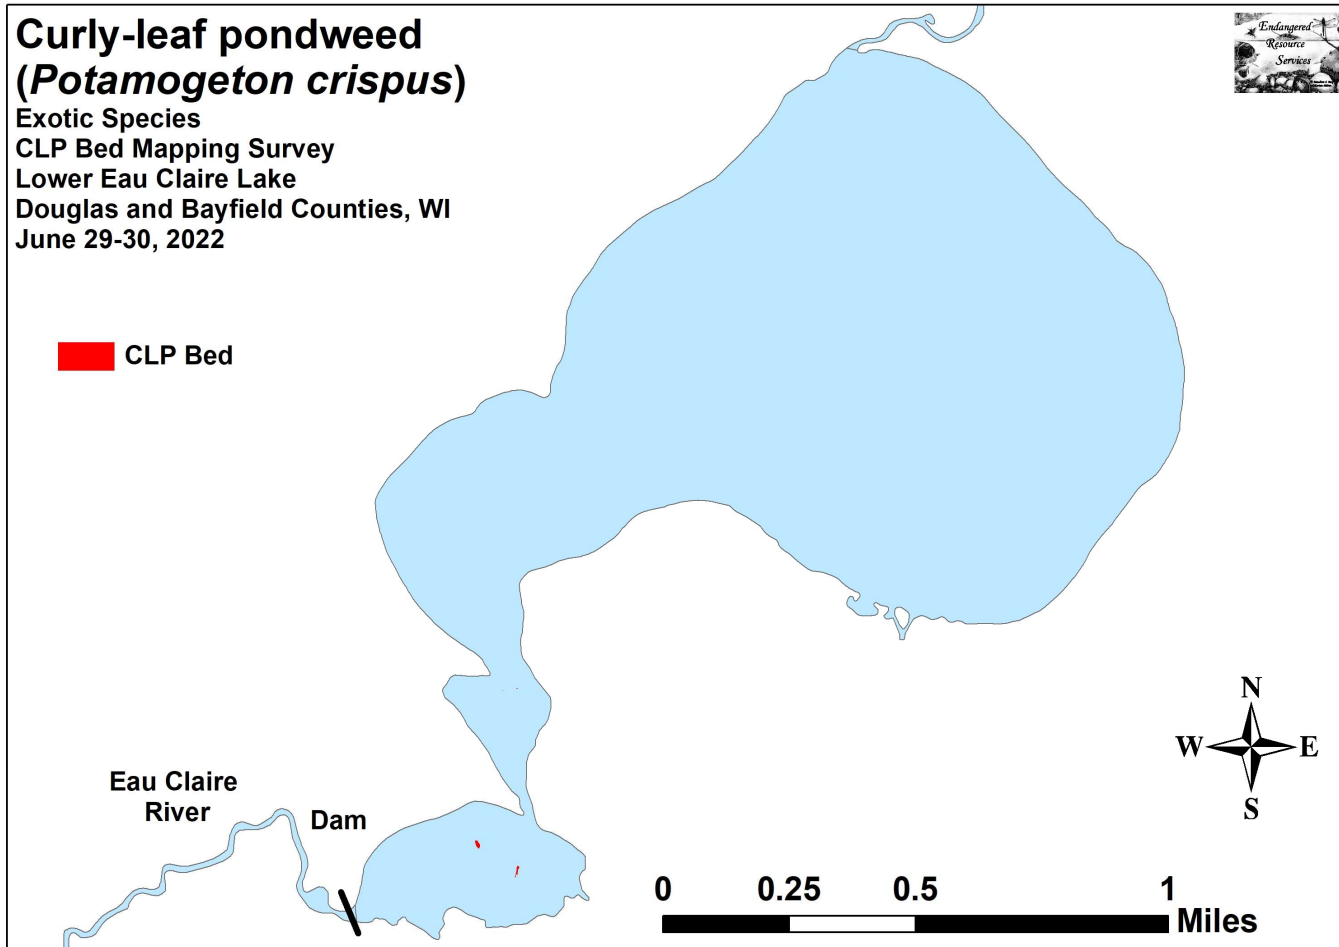 Curly-leaf pondweed
(Potamogeton crispus)
Exotic Species
CLP Bed Mapping Survey
Lower Eau Claire Lake
Douglas and Bayfield Counties, WI
June 29-30, 2022
Endangered
Resource
Services
CLP Bed
N
W E
S
Eau Claire
River
Dam
0 0.25 0.5 1
Miles